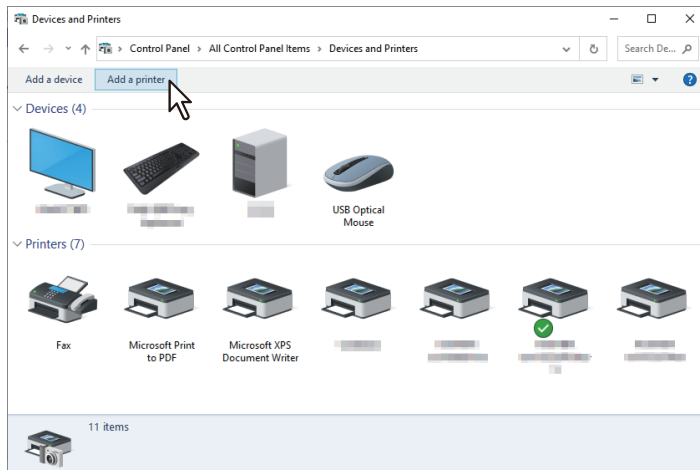 Devices and Printers
Control Panel > All Control Panel Items > Devices and Printers
Search De...
Add a device
Add a printer
?
Devices (4)
USB Optical
Mouse
Printers (7)
Fax
Microsoft Print
to PDF
Microsoft XPS
Document Writer
11 items